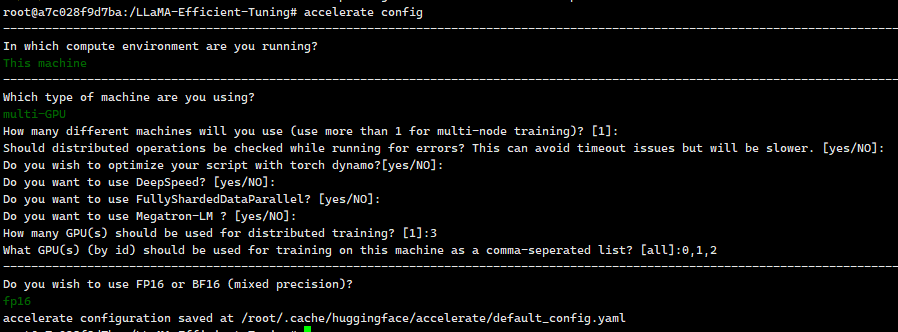 root@a7c028f9d7ba:/LLaMA-Efficient-Tuning# accelerate config
In which compute environment are you running?
This machine
Which type of machine are you using?
multi-GPU
How many different machines will you use (use more than 1 for multi-node training)? [1]:
Should distributed operations be checked while running for errors? This can avoid timeout issues but will be slower. [yes/NO]:
Do you wish to optimize your script with torch dynamo?[yes/NO]:
Do you want to use DeepSpeed? [yes/NO]:
Do you want to use FullyShardedDataParallel? [yes/NO]:
Do you want to use Megatron-LM ? [yes/NO]:
How many GPU(s) should be used for distributed training? [1]:3
What GPU(s) (by id) should be used for training on this machine as a comma-seperated list? [all]:0,1,2
Do you wish to use FP16 or BF16 (mixed precision)?
fp16
accelerate configuration saved at /root/.cache/huggingface/accelerate/default_config.yaml